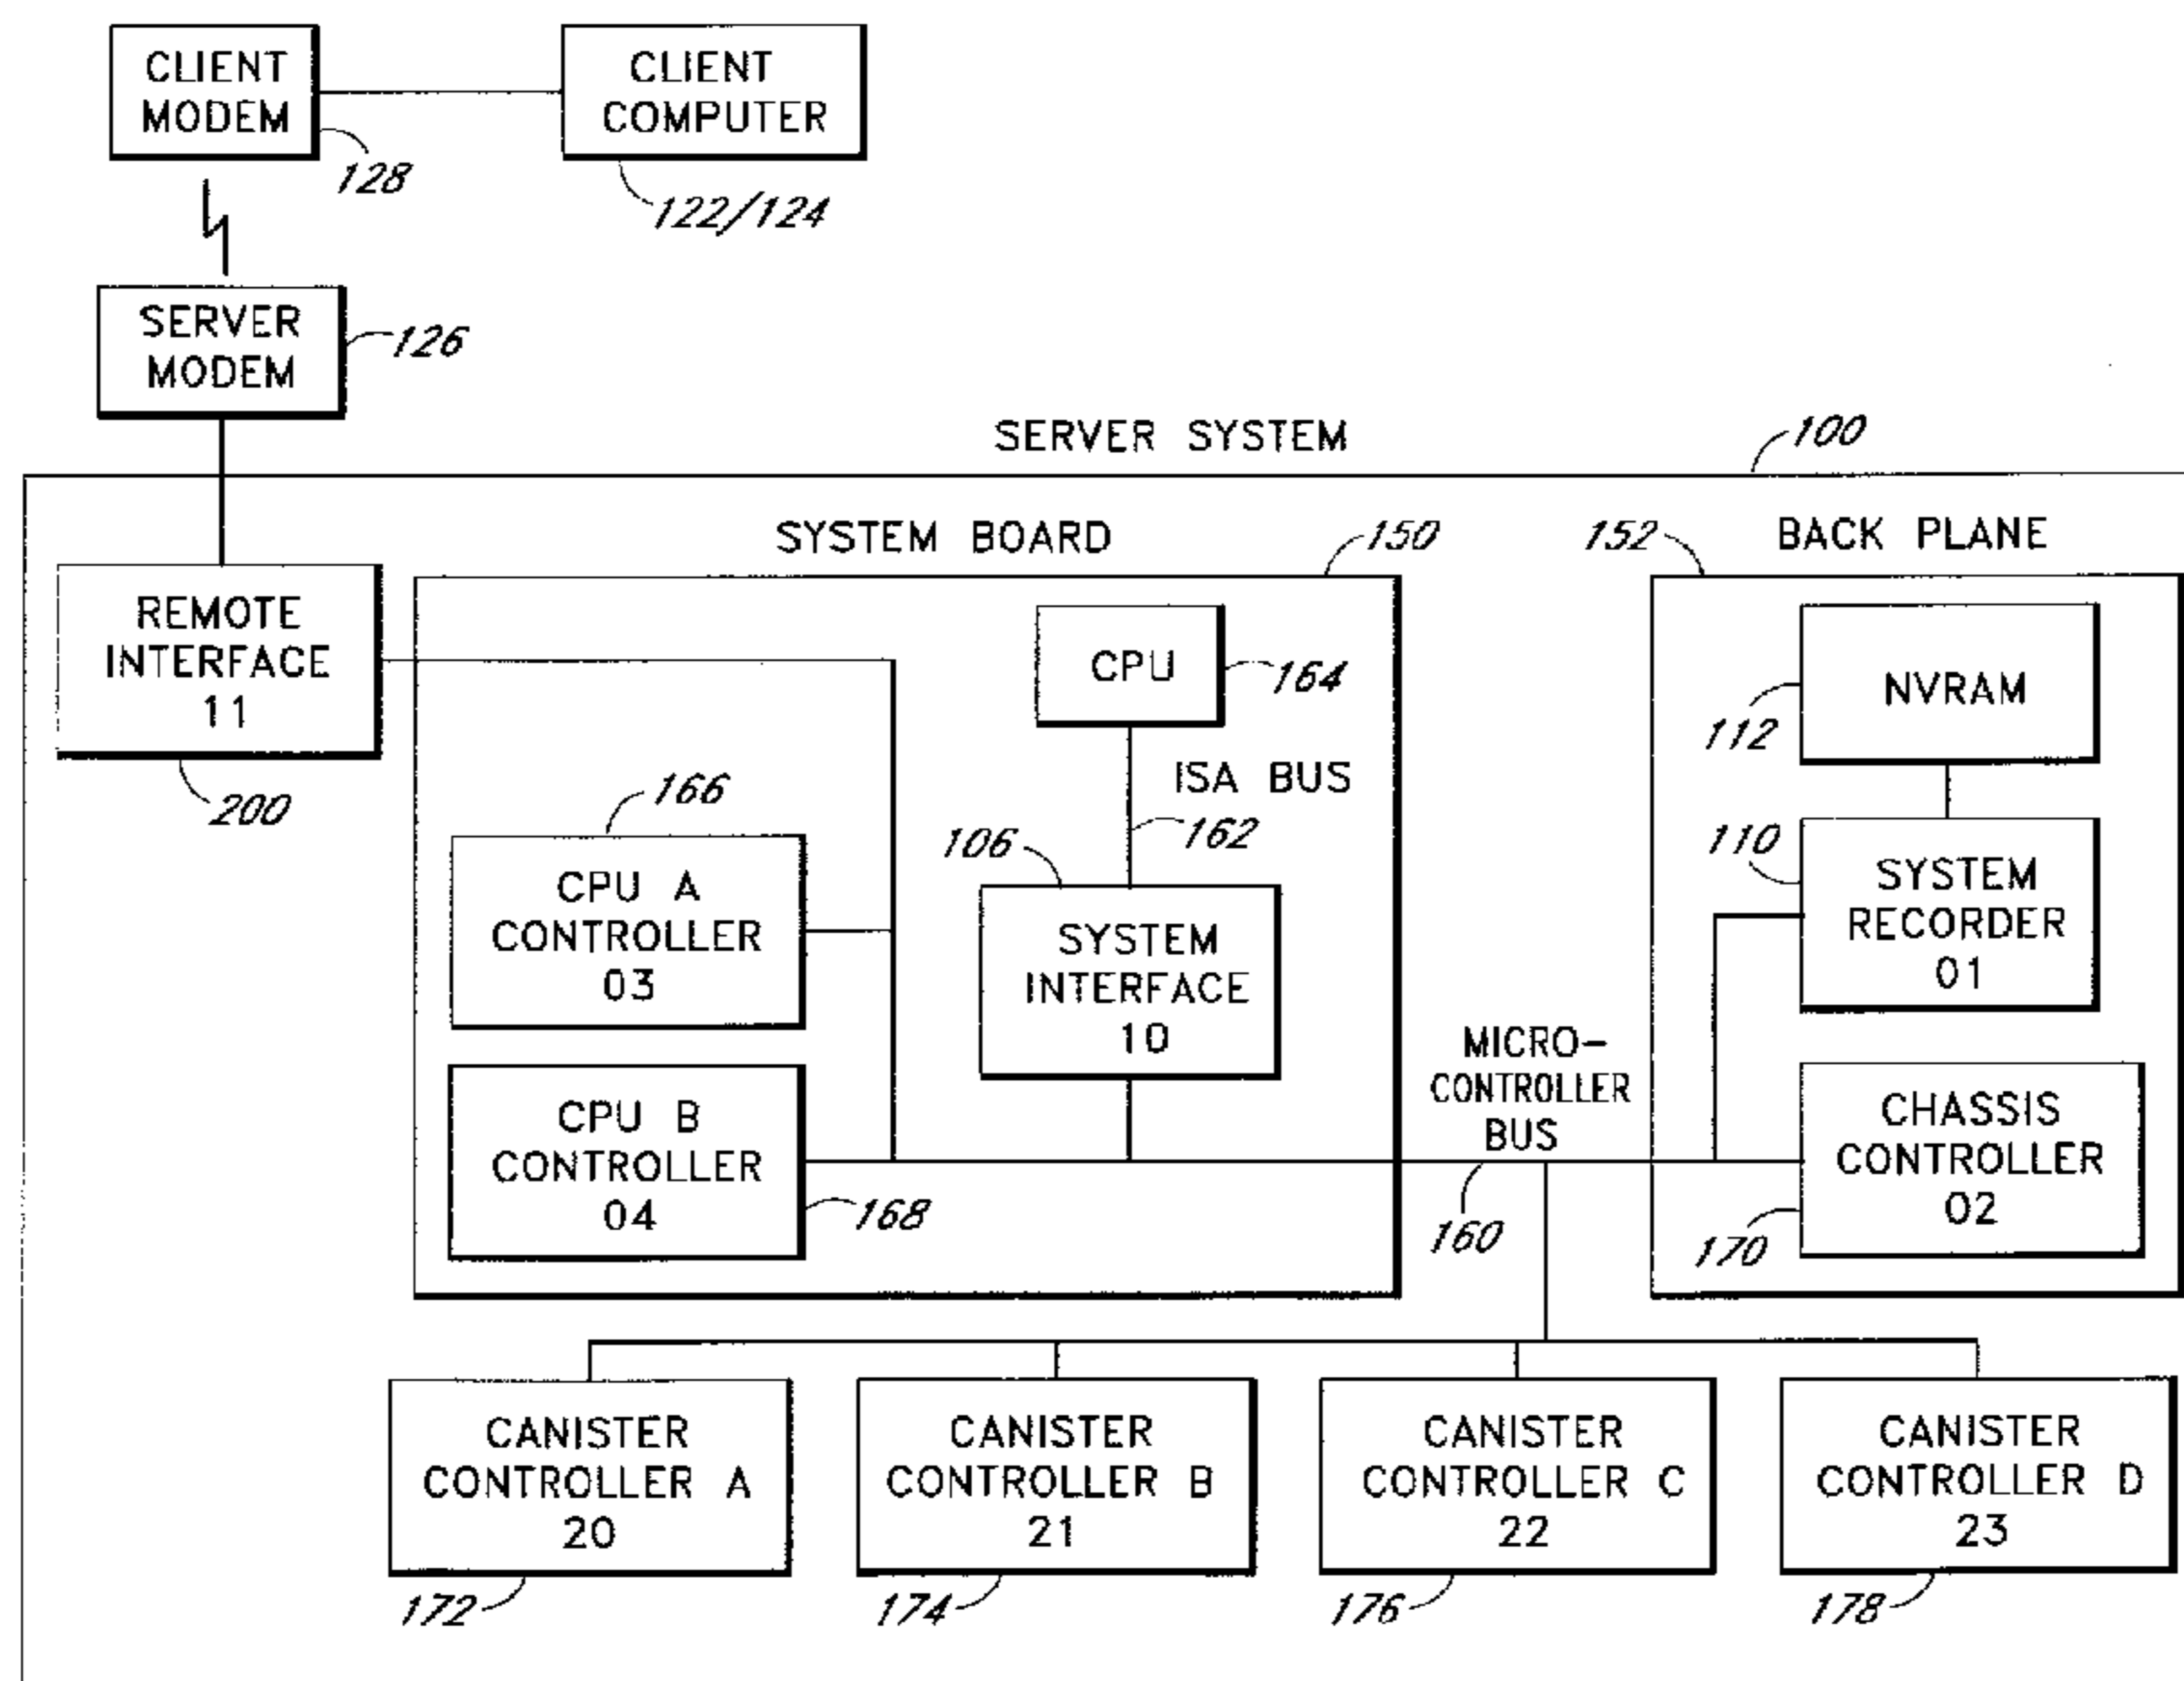 CLIENT
MODEM
128
CLIENT
COMPUTER
122/124
SERVER
MODEM
126
SERVER SYSTEM
100
REMOTE
INTERFACE
11
200
SYSTEM BOARD
150
CPU
164
ISA BUS
162
166
CPU A
CONTROLLER
03
106
SYSTEM
INTERFACE
10
CPU B
CONTROLLER
04
168
MICRO-
CONTROLLER
BUS
160
152
BACK PLANE
NVRAM
112
110
SYSTEM
RECORDER
01
CHASSIS
CONTROLLER
02
170
CANISTER
CONTROLLER A
20
172
CANISTER
CONTROLLER B
21
174
CANISTER
CONTROLLER C
22
176
CANISTER
CONTROLLER D
23
178